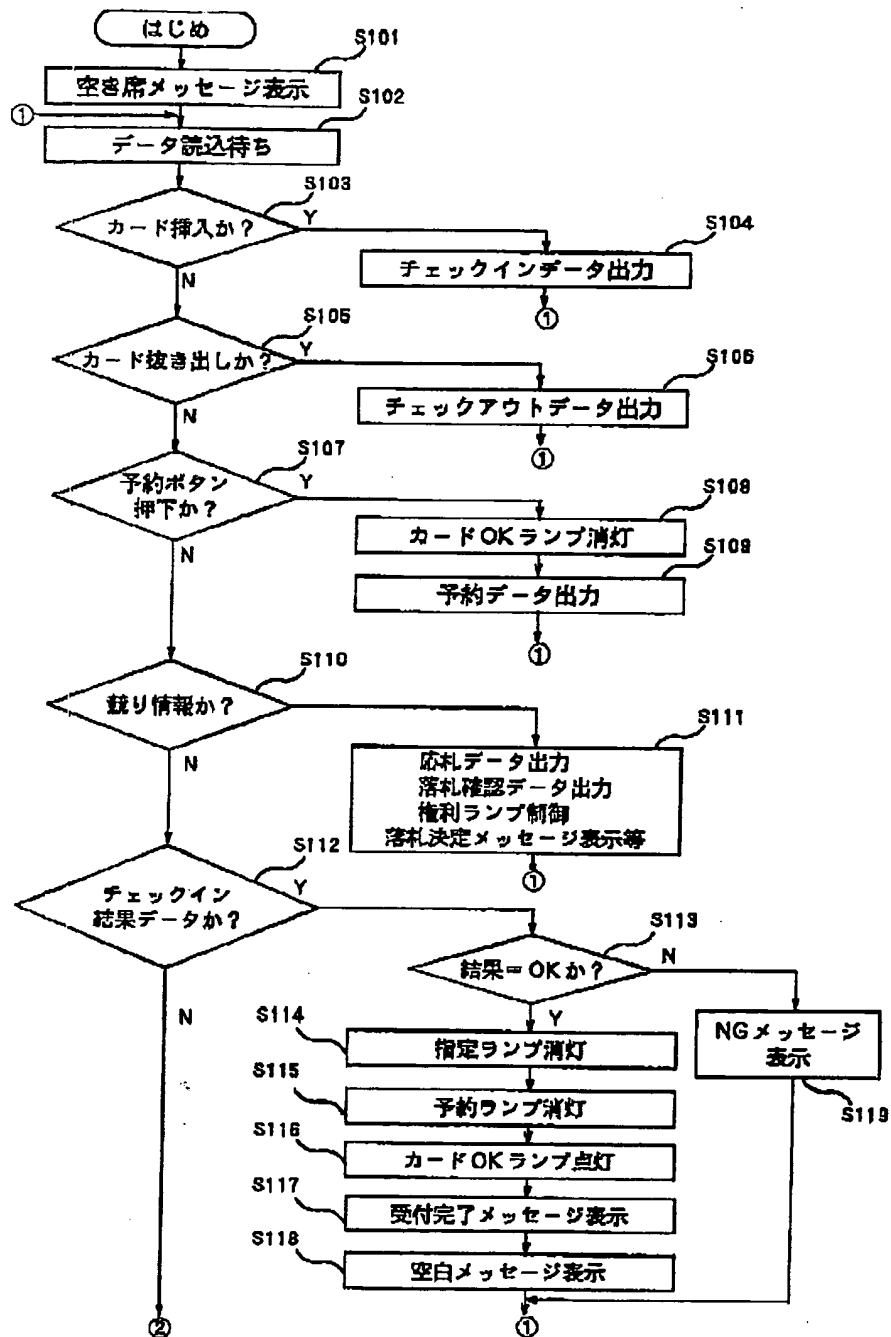 はじめ
S101
空き席メッセージ表示
①
S102
データ読込待ち
S103
カード挿入か？
Y
N
S104
チェックインデータ出力
①
S105
カード抜き出しか？
Y
N
S106
チェックアウトデータ出力
①
S107
予約ボタン
押下か？
Y
N
S108
カードOKランプ消灯
S109
予約データ出力
①
S110
競り情報か？
N
S111
応札データ出力
落札確認データ出力
権利ランプ制御
落札決定メッセージ表示等
①
S112
チェックイン
結果データか？
Y
N
S113
結果＝OKか？
N
Y
S114
指定ランプ消灯
NGメッセージ
表示
S119
S115
予約ランプ消灯
S116
カードOKランプ点灯
S117
受付完了メッセージ表示
S118
空白メッセージ表示
②
①